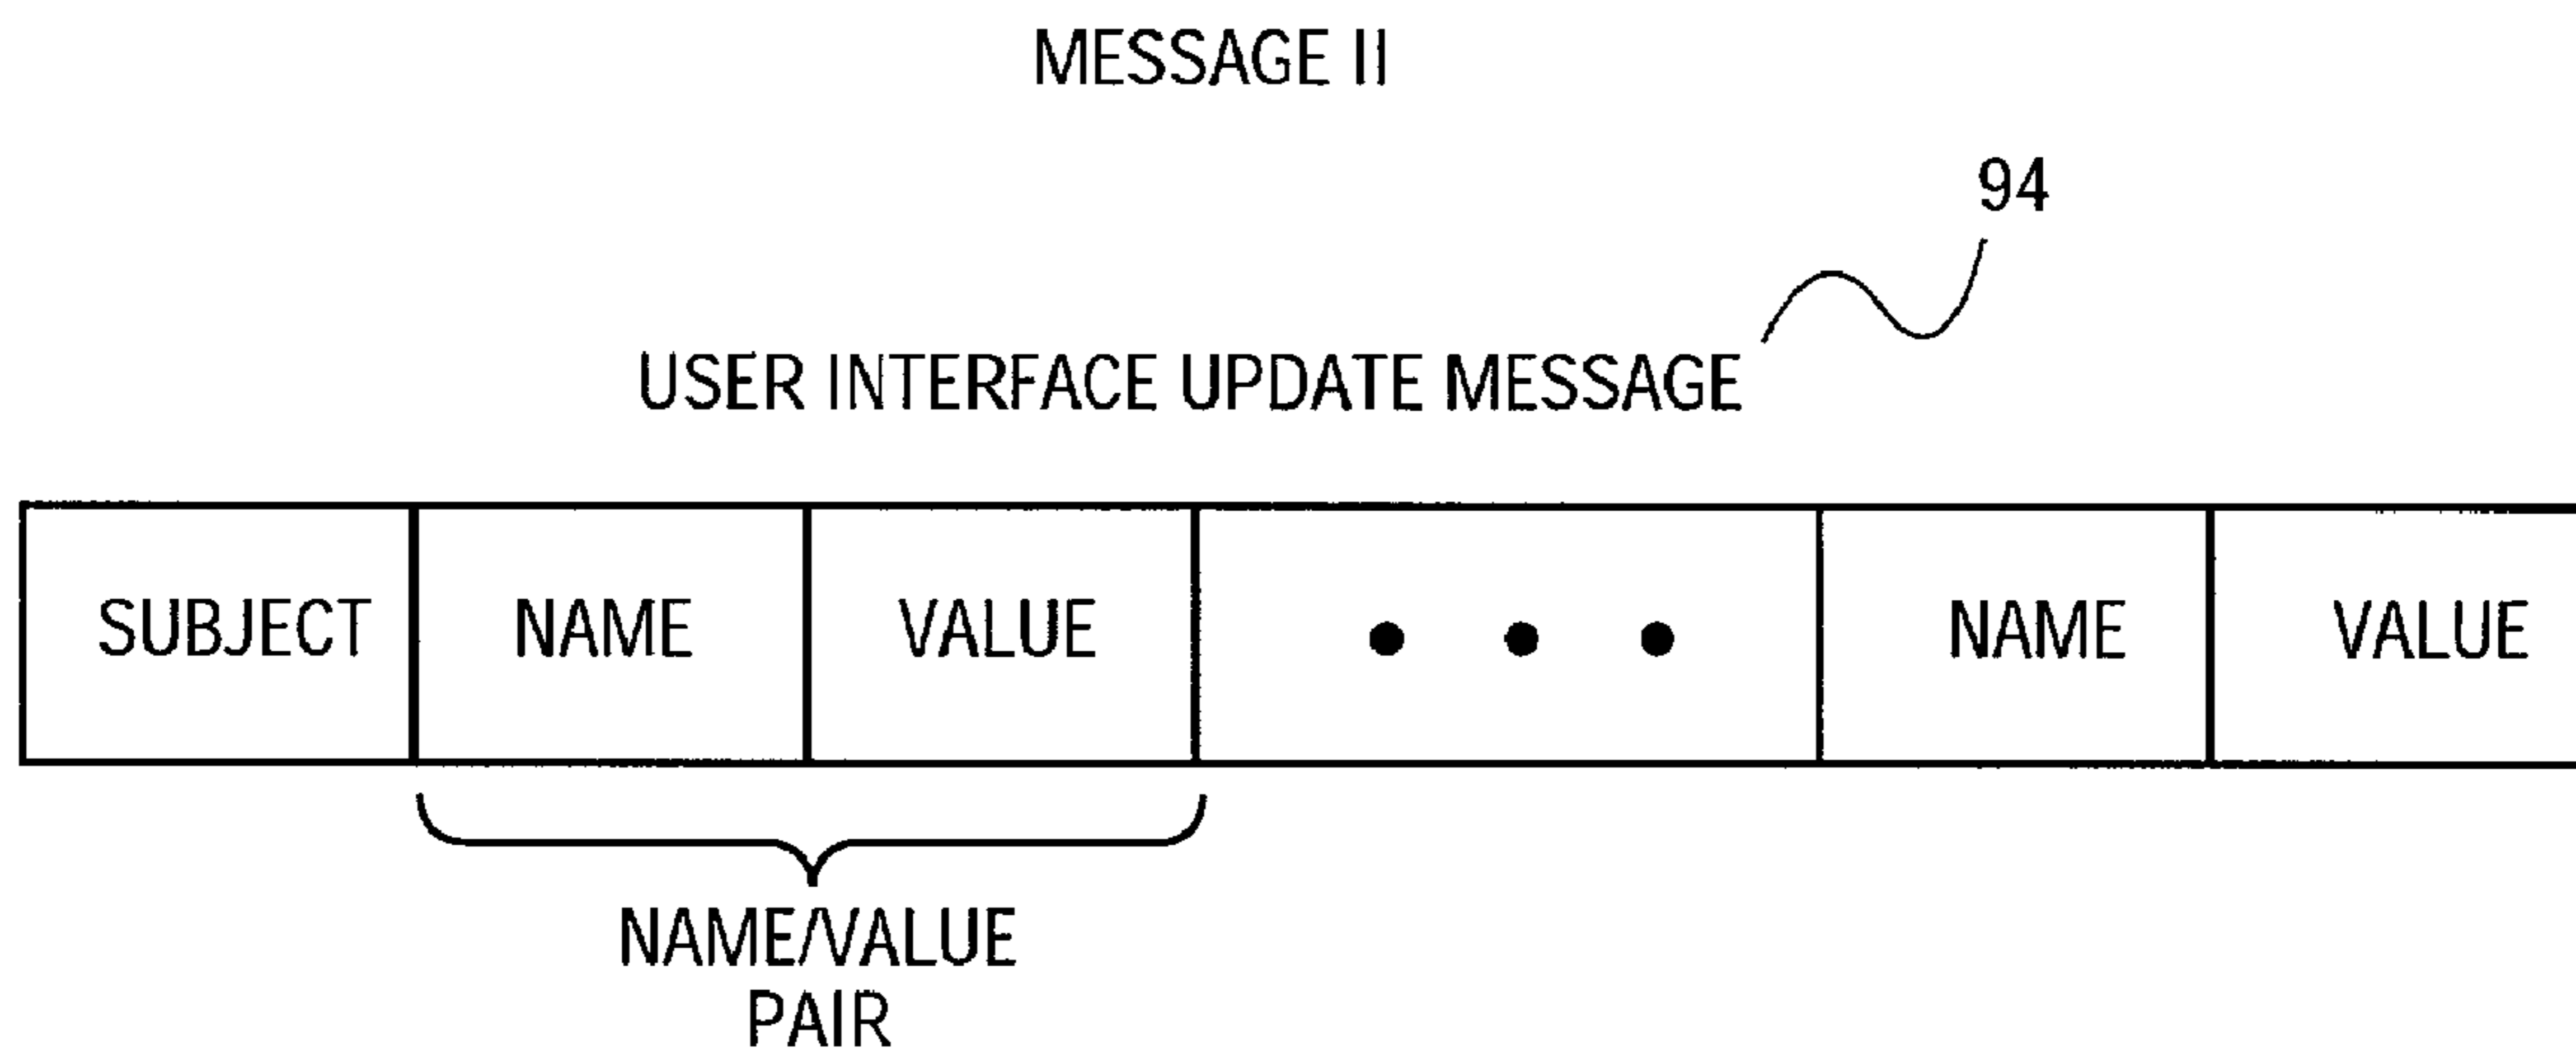 MESSAGE II
94
USER INTERFACE UPDATE MESSAGE
SUBJECT NAME VALUE • • • NAME VALUE
NAME/VALUE
PAIR